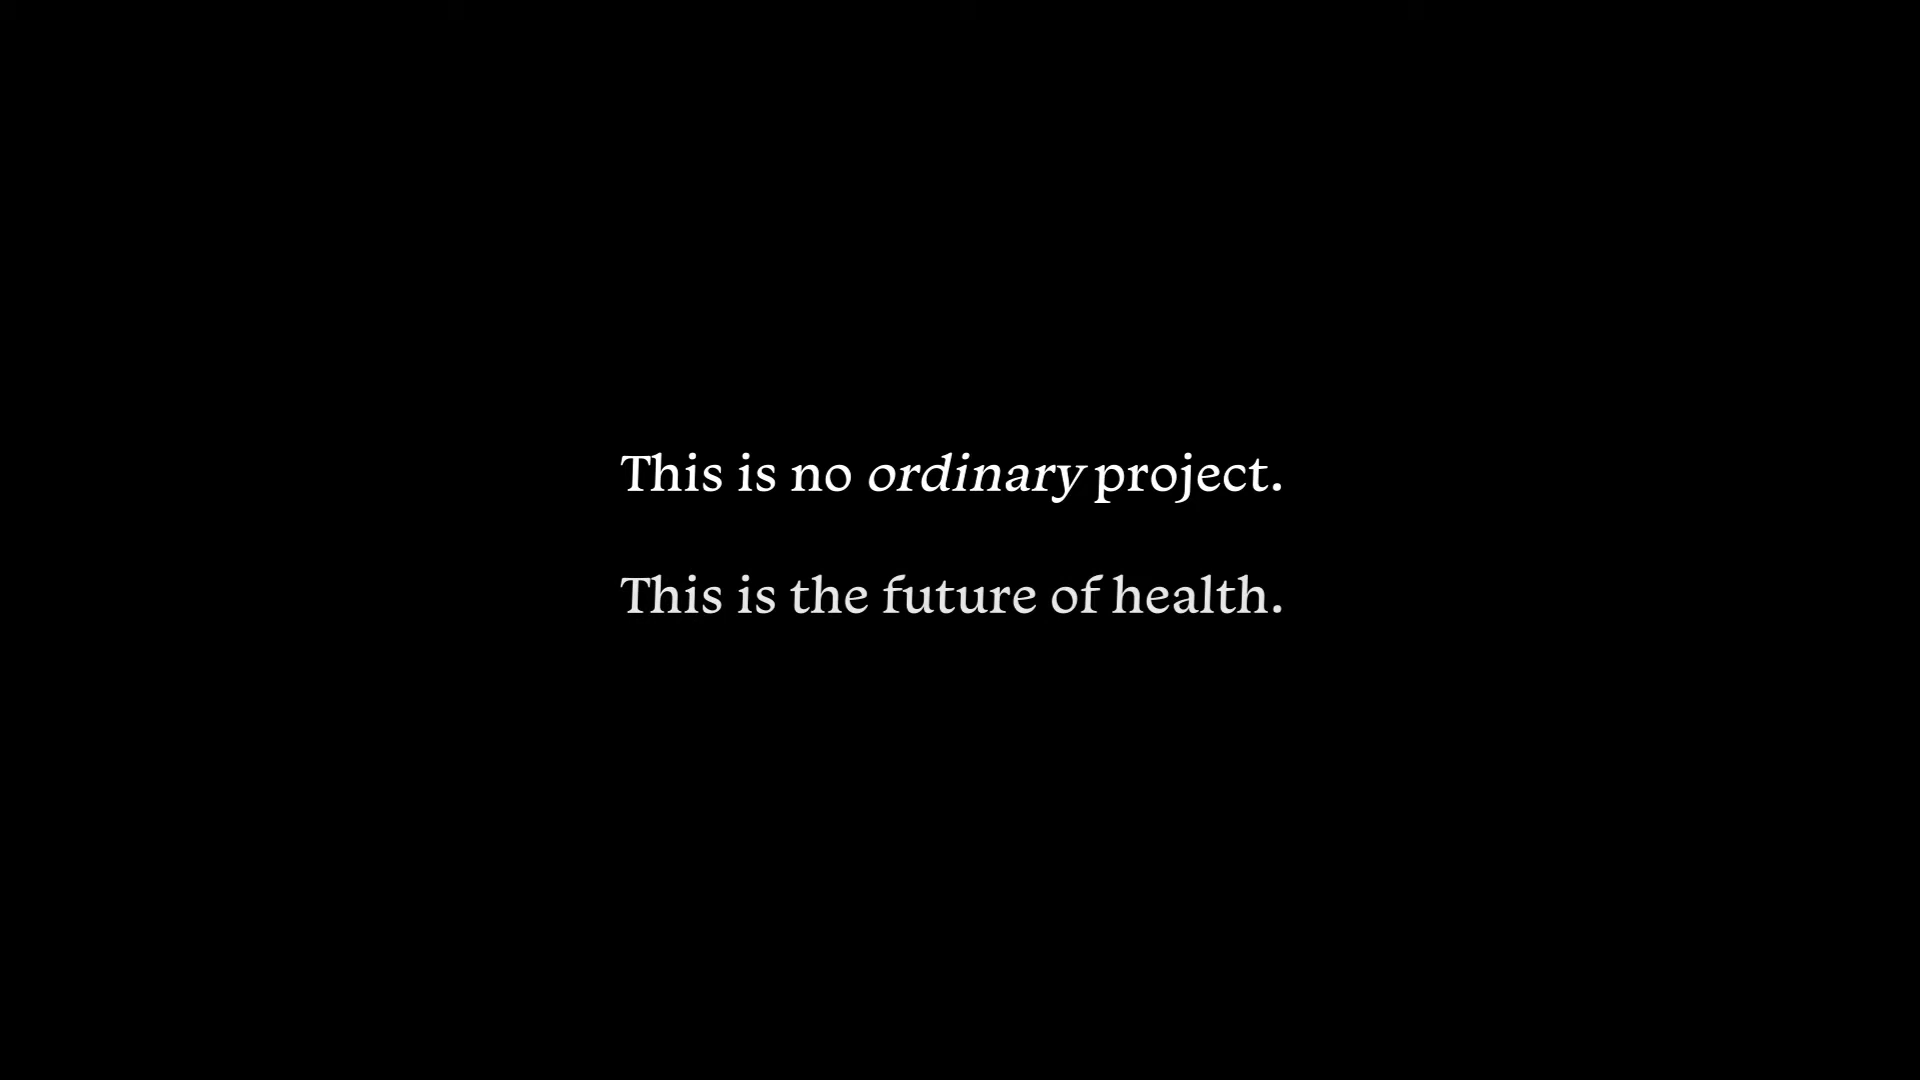 This is no ordinary project.
This is the future of health.